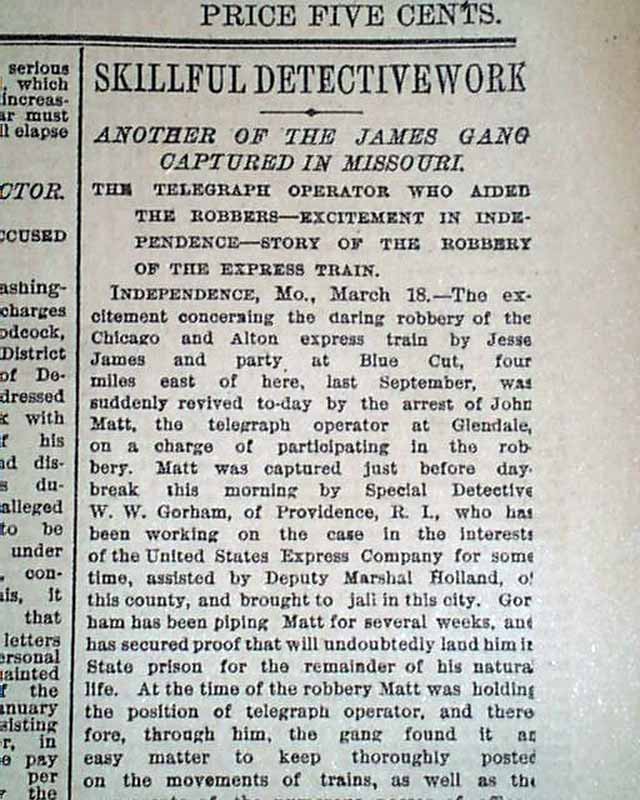 PRICE FIVE CENTS.
serious
, which
increas-
ar must
ll elapse
CTOR.
CCUSED
ashing-
charges
odcock,
District
of De-
dressed
k with
f his
nd dis-
s du-
alleged
to be
under
, con-
his, it
that
letters
ersonal
uainted
f the
anuary
sisting
r, in
e pay
per
y the
SKILLFUL DETECTIVE WORK
ANOTHER OF THE JAMES GANG
CAPTURED IN MISSOURI.
THE TELEGRAPH OPERATOR WHO AIDED
THE ROBBERS—EXCITEMENT IN INDE-
PENDENCE—STORY OF THE ROBBERY
OF THE EXPRESS TRAIN.
INDEPENDENCE, Mo., March 18.—The ex-
citement concerning the daring robbery of the
Chicago and Alton express train by Jesse
James and party at Blue Cut, four
miles east of here, last September, was
suddenly revived to-day by the arrest of John
Matt, the telegraph operator at Glendale,
on a charge of participating in the rob-
bery. Matt was captured just before day-
break this morning by Special Detective
W. W. Gorham, of Providence, R. I., who has
been working on the case in the interests
of the United States Express Company for some
time, assisted by Deputy Marshal Holland, of
this county, and brought to jail in this city. Gor
ham has been piping Matt for several weeks, and
has secured proof that will undoubtedly land him in
State prison for the remainder of his natural
life. At the time of the robbery Matt was holding
the position of telegraph operator, and there
fore, through him, the gang found it an
easy matter to keep thoroughly posted
on the movements of trains, as well as the